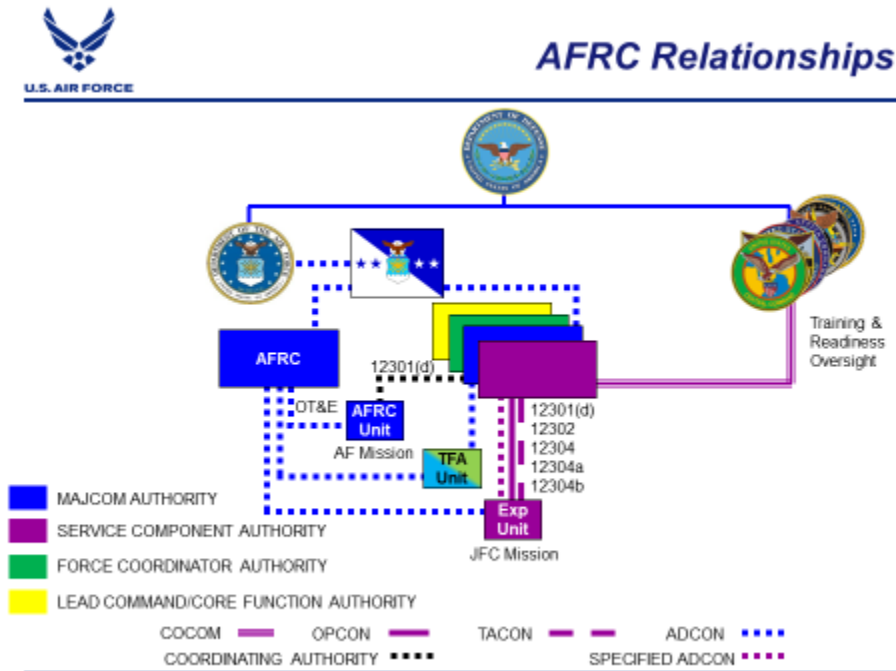 U.S. AIR FORCE
AFRC Relationships
Training &
Readiness
Oversight
AFRC
12301(d)
OT&E
AFRC
Unit
AF Mission
TFA
Unit
12301(d)
12302
12304
12304a
12304b
Exp
Unit
JFC Mission
MAJCOM AUTHORITY
SERVICE COMPONENT AUTHORITY
FORCE COORDINATOR AUTHORITY
LEAD COMMAND/CORE FUNCTION AUTHORITY
COCOM OPCON TACON ADCON
COORDINATING AUTHORITY SPECIFIED ADCON